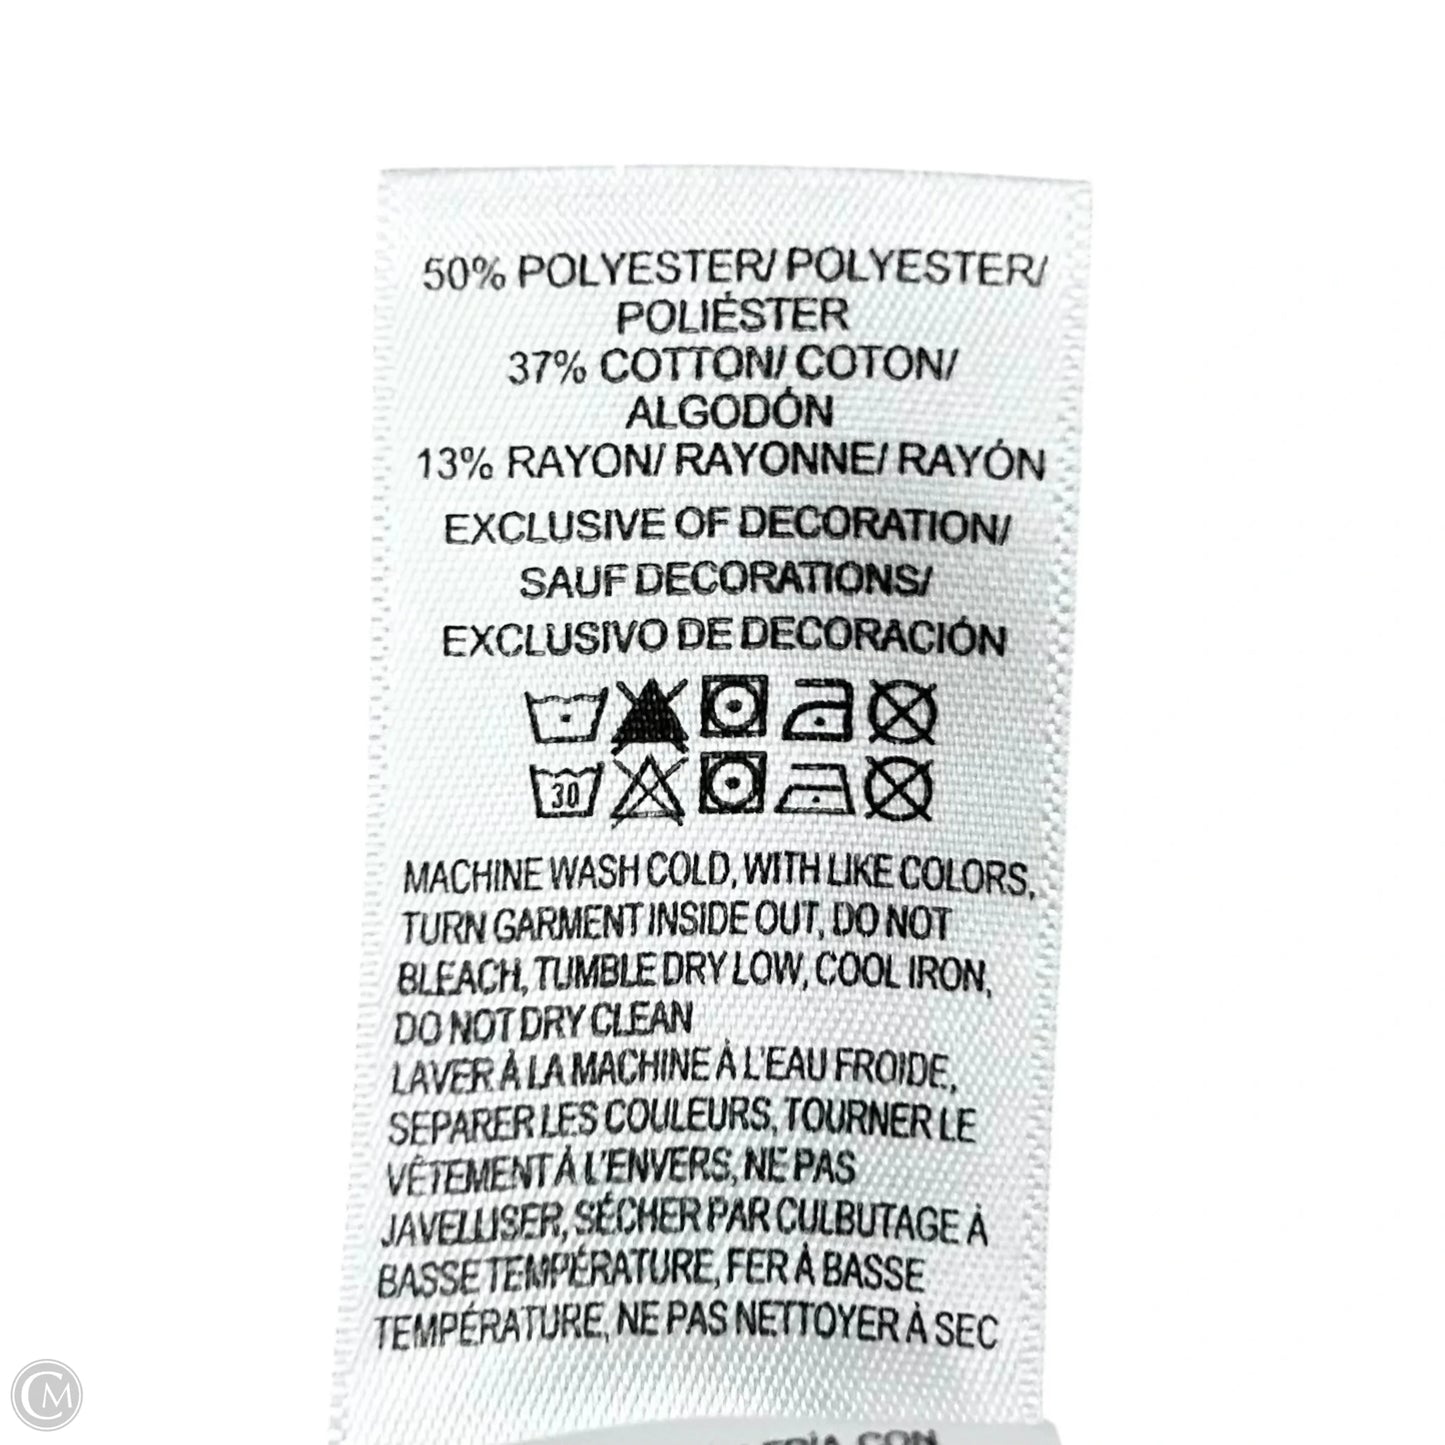 50% POLYESTER/ POLYESTER/
POLIÉSTER
37% COTTON/ COTON/
ALGODÓN
13% RAYON/ RAYONNE/ RAYÓN
EXCLUSIVE OF DECORATION/
SAUF DECORATIONS/
EXCLUSIVO DE DECORACIÓN
30
MACHINE WASH COLD, WITH LIKE COLORS,
TURN GARMENT INSIDE OUT, DO NOT
BLEACH, TUMBLE DRY LOW, COOL IRON,
DO NOT DRY CLEAN
LAVER À LA MACHINE À L'EAU FROIDE,
SEPARER LES COULEURS, TOURNER LE
VÊTEMENT À L'ENVERS, NE PAS
JAVELLISER, SÉCHER PAR CULBUTAGE À
BASSE TEMPÉRATURE, FER À BASSE
TEMPÉRATURE, NE PAS NETTOYER À SEC
CON
CM